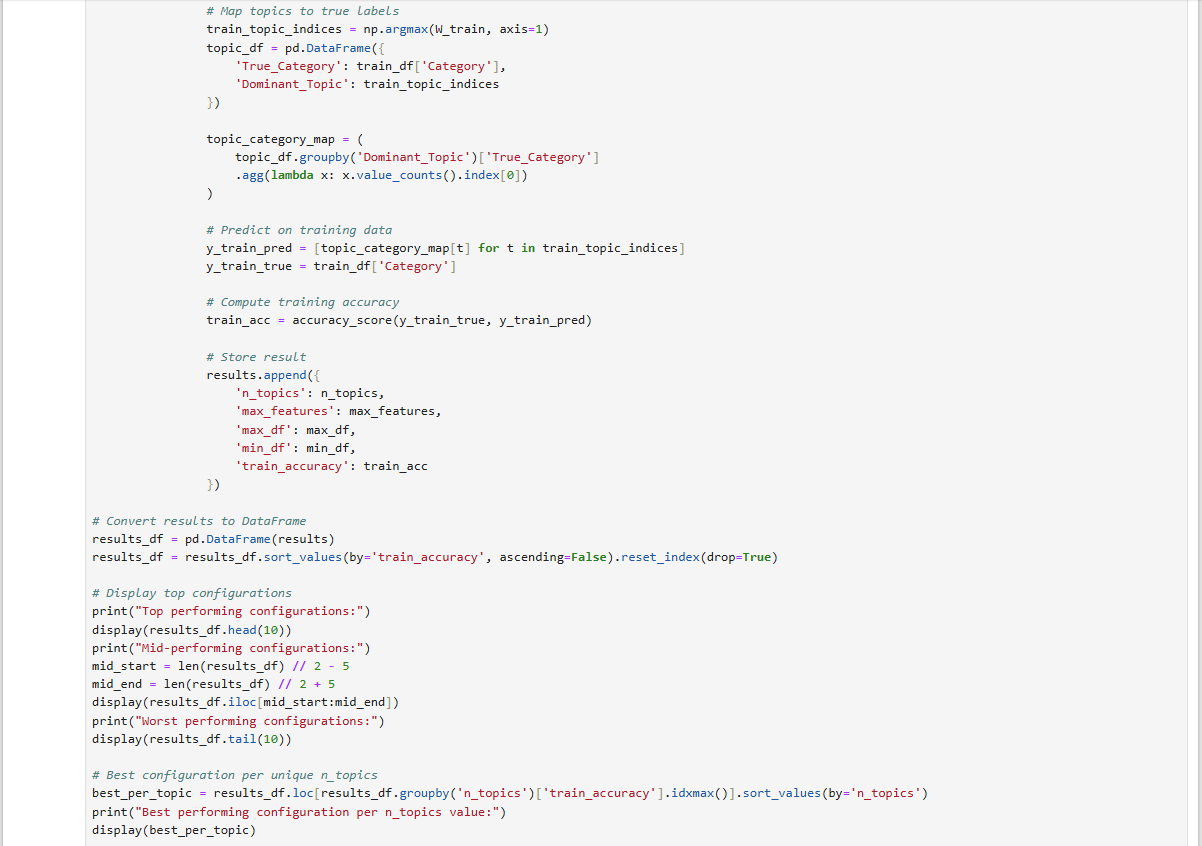 # Map topics to true labels
train_topic_indices = np.argmax(W_train, axis=1)
topic_df = pd.DataFrame({
    'True_Category': train_df['Category'],
    'Dominant_Topic': train_topic_indices
})

topic_category_map = (
    topic_df.groupby('Dominant_Topic')['True_Category']
    .agg(lambda x: x.value_counts().index[0])
)

# Predict on training data
y_train_pred = [topic_category_map[t] for t in train_topic_indices]
y_train_true = train_df['Category']

# Compute training accuracy
train_acc = accuracy_score(y_train_true, y_train_pred)

# Store result
results.append({
    'n_topics': n_topics,
    'max_features': max_features,
    'max_df': max_df,
    'min_df': min_df,
    'train_accuracy': train_acc
})

# Convert results to DataFrame
results_df = pd.DataFrame(results)
results_df = results_df.sort_values(by='train_accuracy', ascending=False).reset_index(drop=True)

# Display top configurations
print("Top performing configurations:")
display(results_df.head(10))
print("Mid-performing configurations:")
mid_start = len(results_df) // 2 - 5
mid_end = len(results_df) // 2 + 5
display(results_df.iloc[mid_start:mid_end])
print("Worst performing configurations:")
display(results_df.tail(10))

# Best configuration per unique n_topics
best_per_topic = results_df.loc[results_df.groupby('n_topics')['train_accuracy'].idxmax()].sort_values(by='n_topics')
print("Best performing configuration per n_topics value:")
display(best_per_topic)